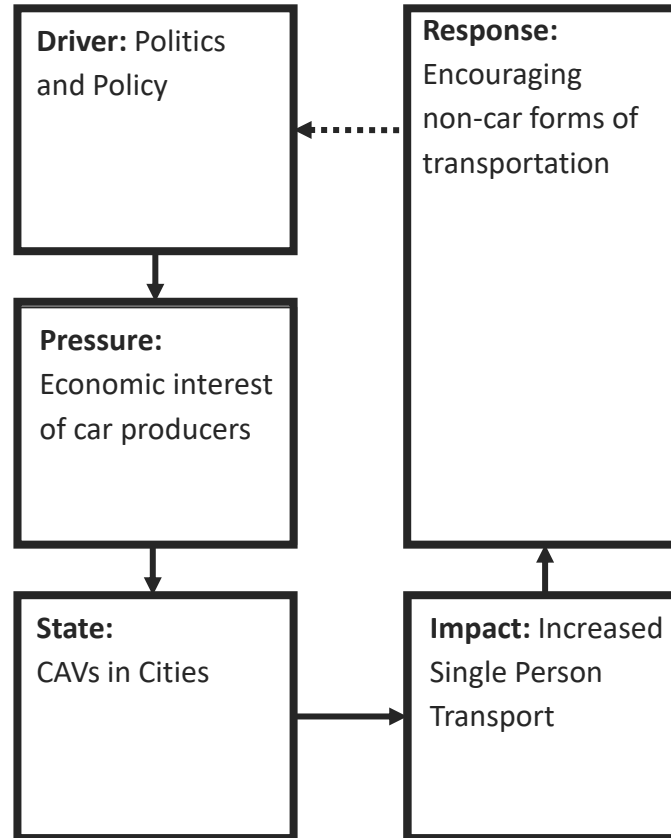 Driver: Politics
and Policy
Pressure:
Economic interest
of car producers
State:
CAVs in Cities
Impact: Increased
Single Person
Transport
Response:
Encouraging
non-car forms of
transportation